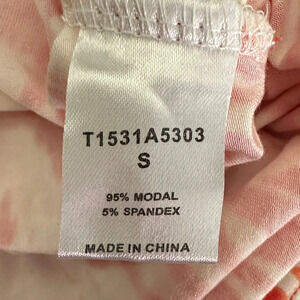 T1531A5303
S
95% MODAL
5% SPANDEX
MADE IN CHINA